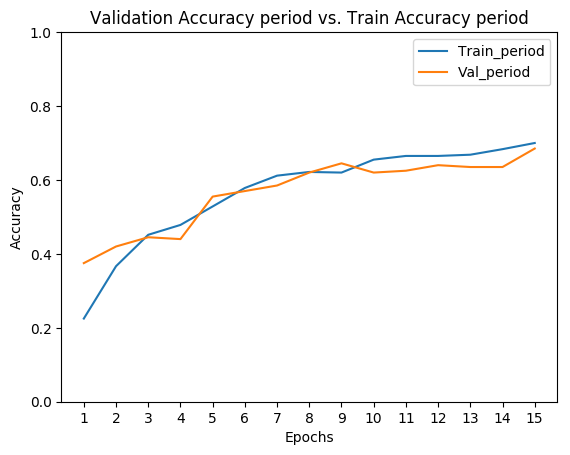 Validation Accuracy period vs. Train Accuracy period
1.0
0.8
0.6
0.4
0.2
0.0
Accuracy
Train_period
Val_period
1 2 3 4 5 6 7 8 9 10 11 12 13 14 15
Epochs